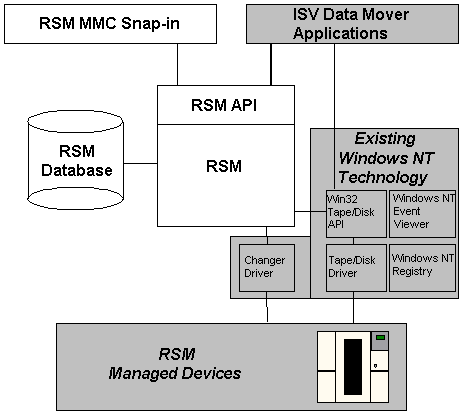 RSM MMC Snap-in
ISV Data Mover
Applications
RSM API
RSM
RSM
Database
Existing
Windows NT
Technology
Win32
Tape/Disk
API
Windows NT
Event
Viewer
Changer
Driver
Tape/Disk
Driver
Windows NT
Registry
RSM
Managed Devices